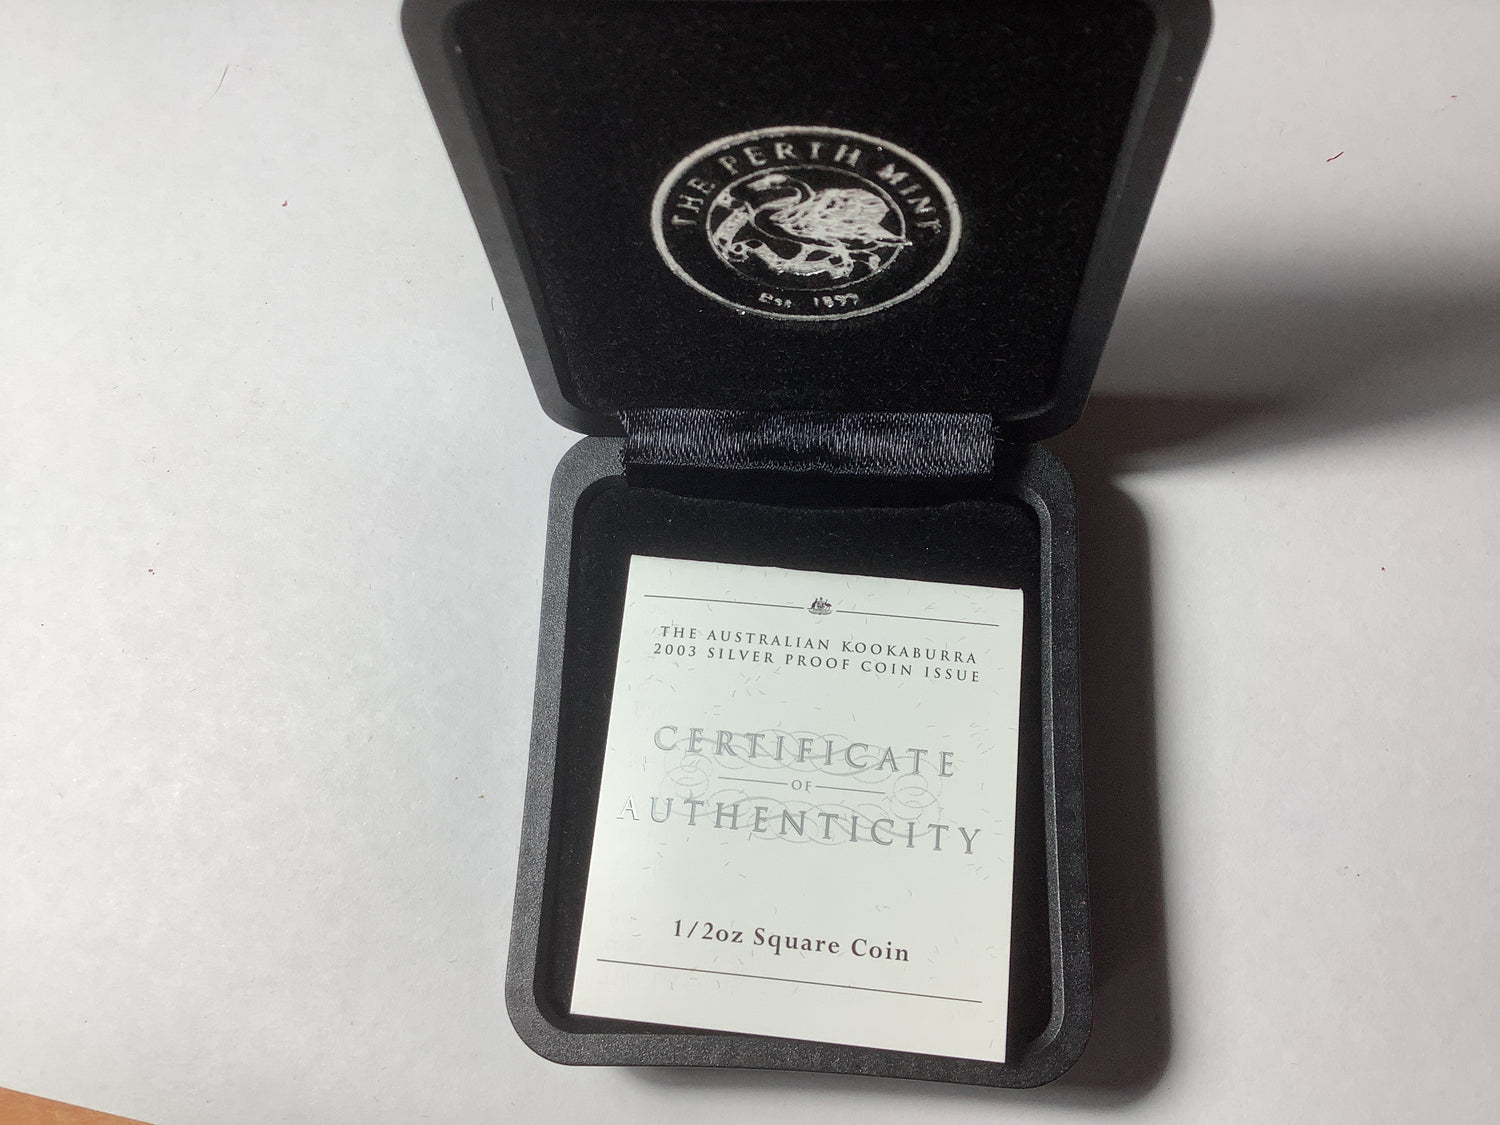 THE PERTH MINT
Est. 1899
THE AUSTRALIAN KOOKABURRA
2003 SILVER PROOF COIN ISSUE
CERTIFICATE
OF
AUTHENTICITY
1/2oz Square Coin